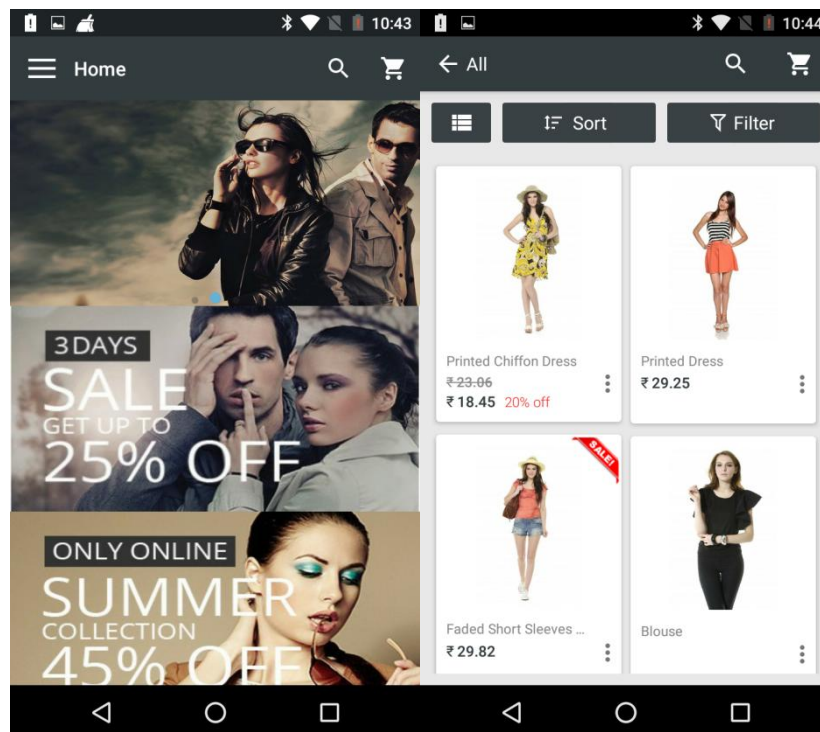 10:43
Home
3 DAYS
SALE
GET UP TO
25% OFF
ONLY ONLINE
SUMMER
COLLECTION
45% OFF
10:44
All
Sort
Filter
Printed Chiffon Dress
₹ 23.06
₹ 18.45 20% off
Printed Dress
₹ 29.25
SALE!
Faded Short Sleeves ...
₹ 29.82
Blouse